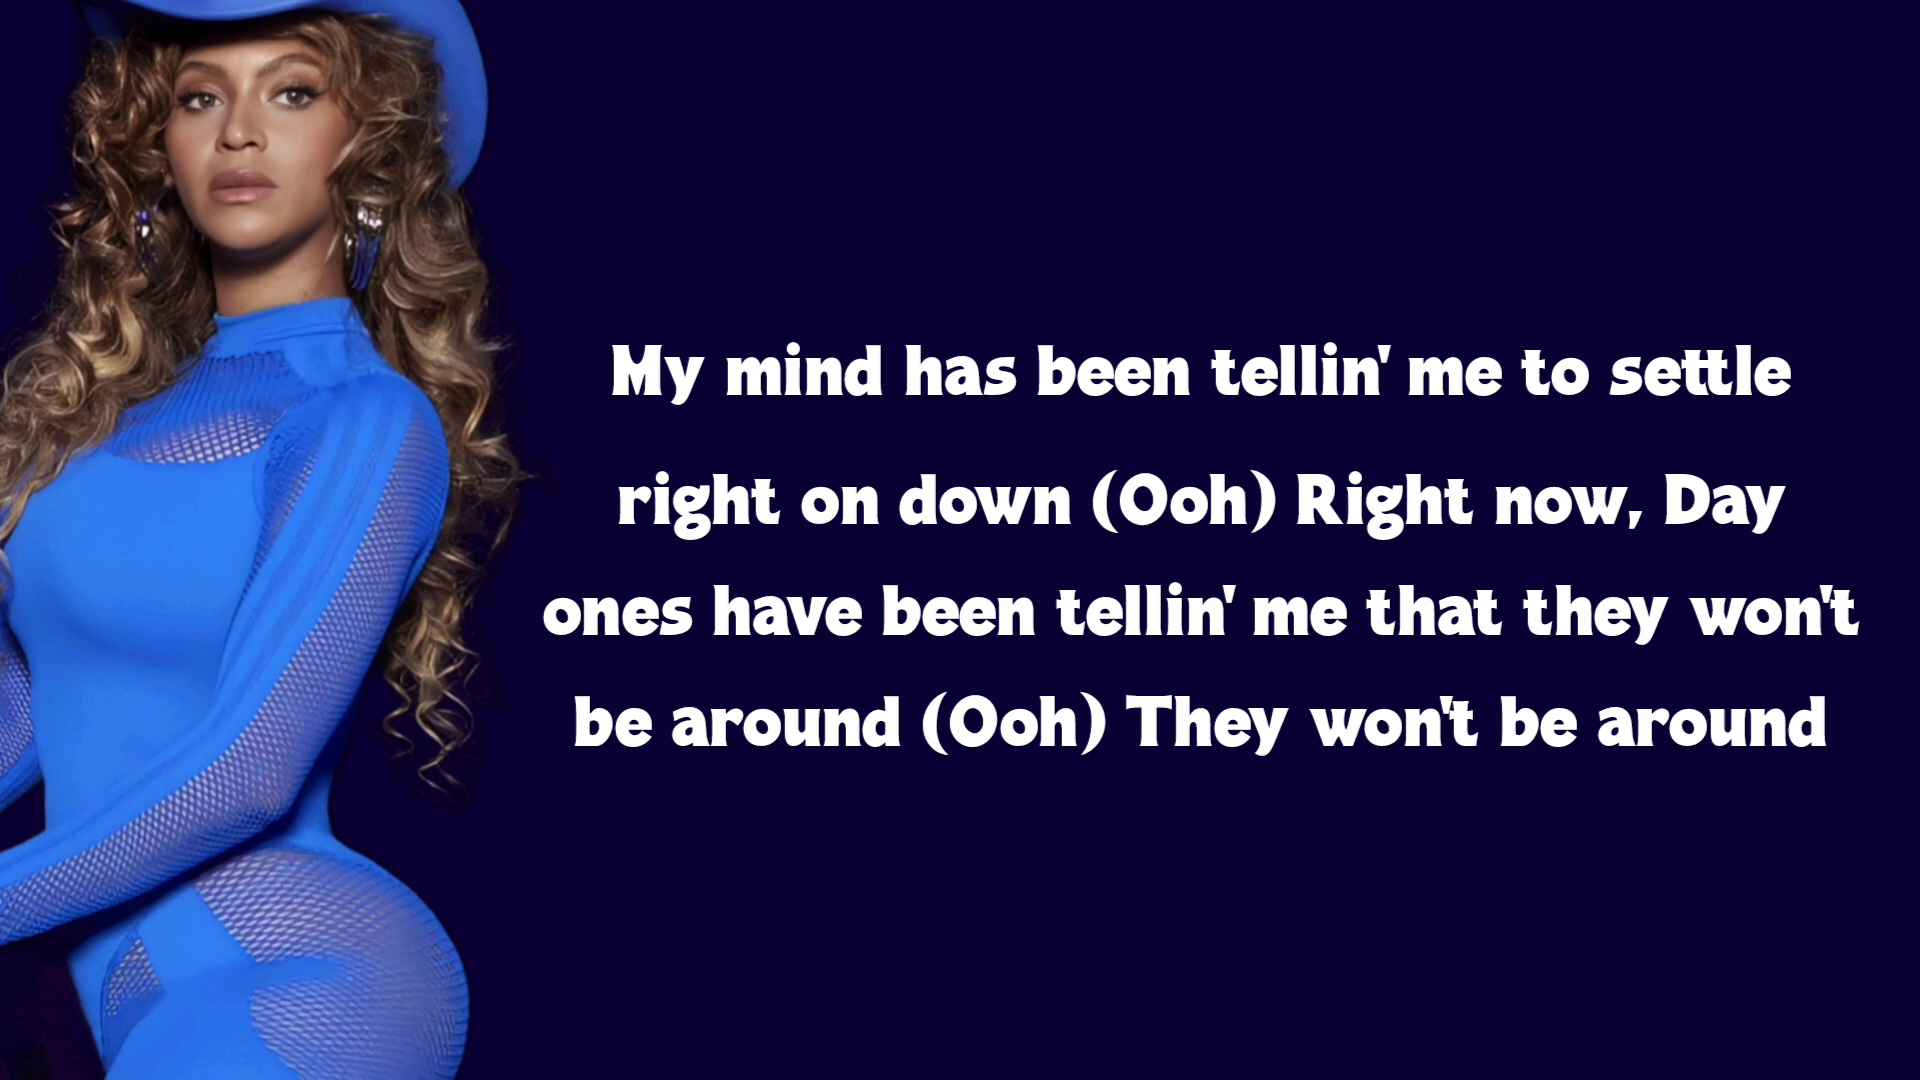 My mind has been tellin' me to settle
right on down (Ooh) Right now, Day
ones have been tellin' me that they won't
be around (Ooh) They won't be around